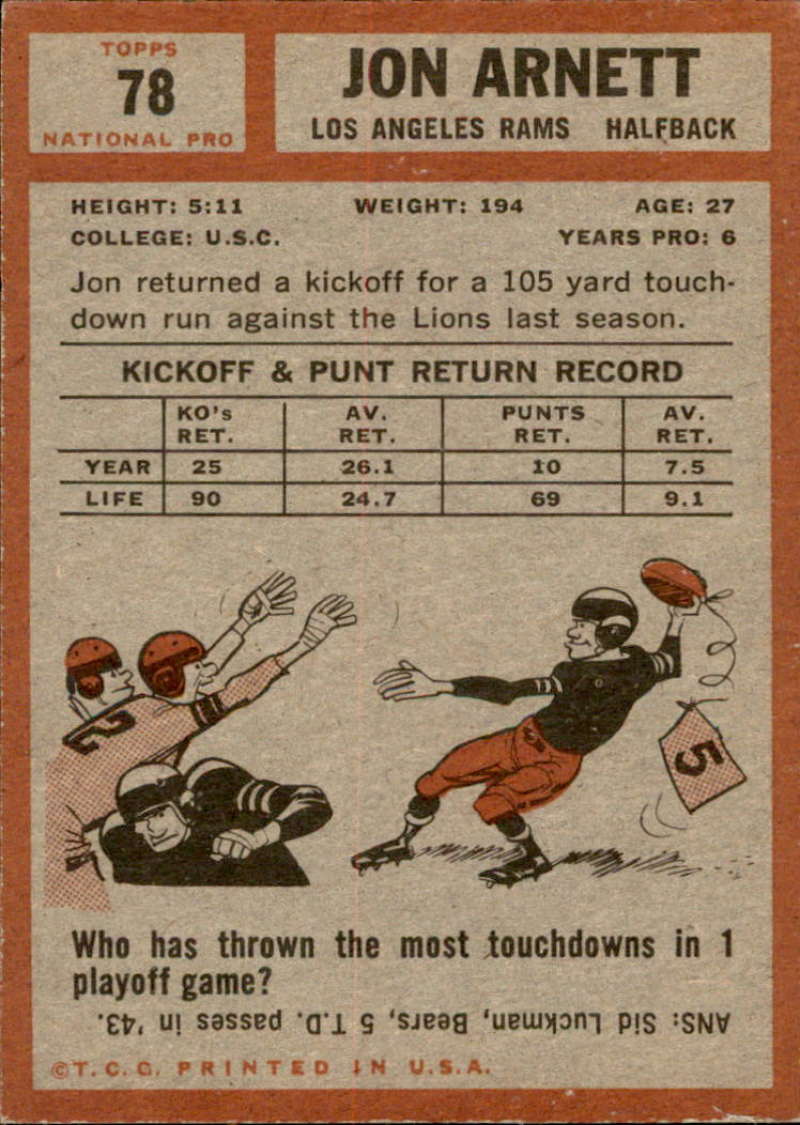 TOPPS
78
NATIONAL PRO
JON ARNETT
LOS ANGELES RAMS HALFBACK
HEIGHT: 5:11 WEIGHT: 194 AGE: 27
COLLEGE: U.S.C. YEARS PRO: 6
Jon returned a kickoff for a 105 yard touch-
down run against the Lions last season.
KICKOFF & PUNT RETURN RECORD
KO's RET. AV. RET. PUNTS RET. AV. RET.
YEAR 25 26.1 10 7.5
LIFE 90 24.7 69 9.1
2
5
Who has thrown the most touchdowns in 1
playoff game?
ANS: Sid Luckman, Bears, 5 T.D. passes in '43.
©T.C.G. PRINTED IN U.S.A.